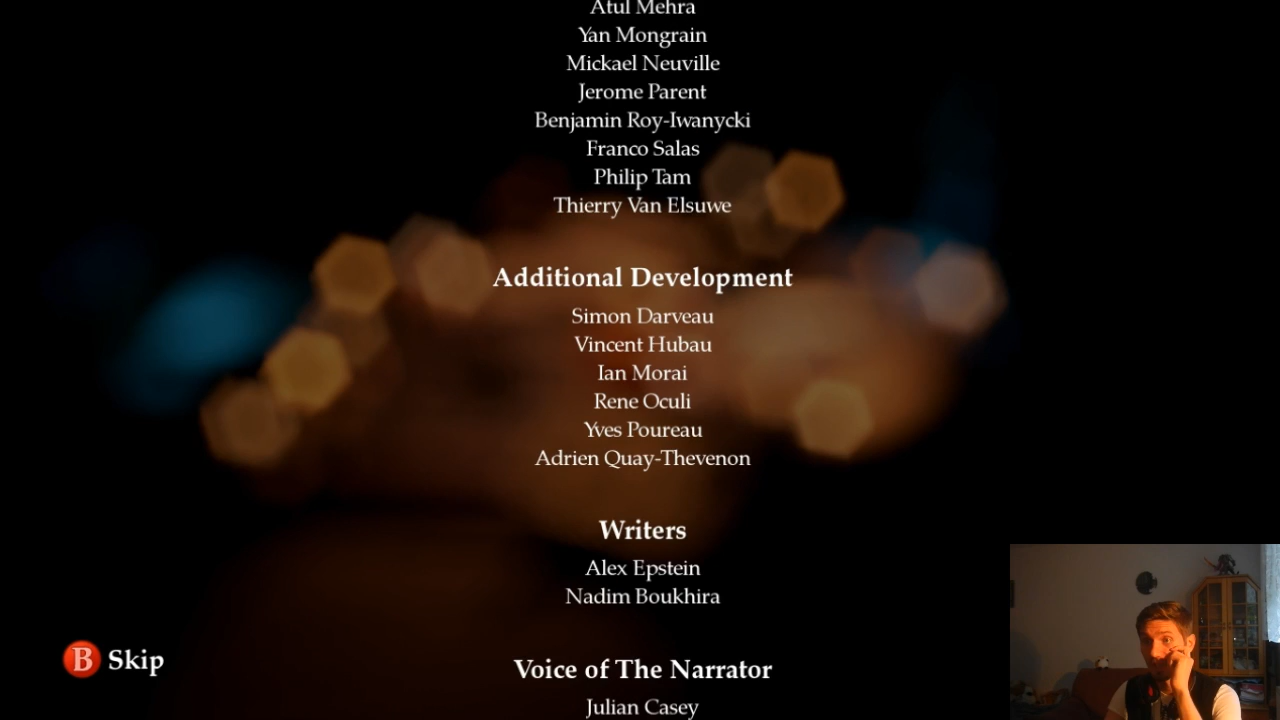 Atul Mehra
Yan Mongrain
Mickael Neuville
Jerome Parent
Benjamin Roy-Iwanycki
Franco Salas
Philip Tam
Thierry Van Elsuwe
Additional Development
Simon Darveau
Vincent Hubau
Ian Morai
Rene Oculi
Yves Poureau
Adrien Quay-Thevenon
Writers
Alex Epstein
Nadim Boukhira
B Skip
Voice of The Narrator
Julian Casey